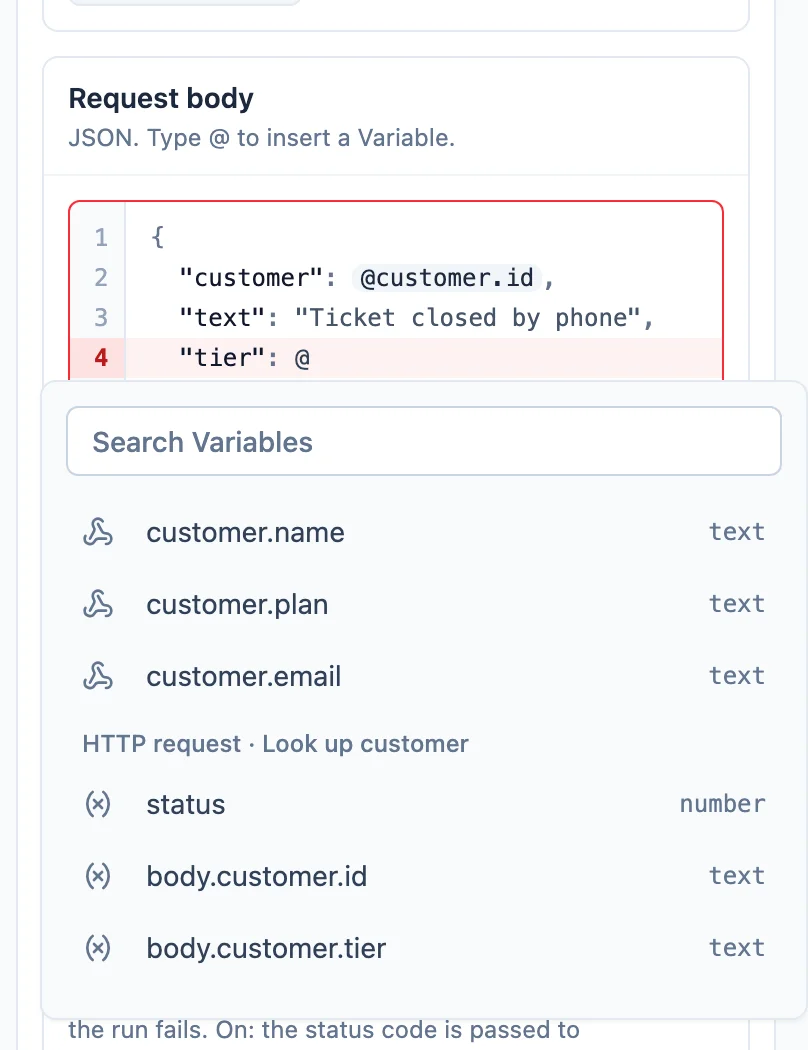 Request body
JSON. Type @ to insert a Variable.
1 {
2 "customer": @customer.id,
3 "text": "Ticket closed by phone",
4 "tier": @
Search Variables
customer.name text
customer.plan text
customer.email text
HTTP request · Look up customer
status number
body.customer.id text
body.customer.tier text
the run fails. On: the status code is passed to